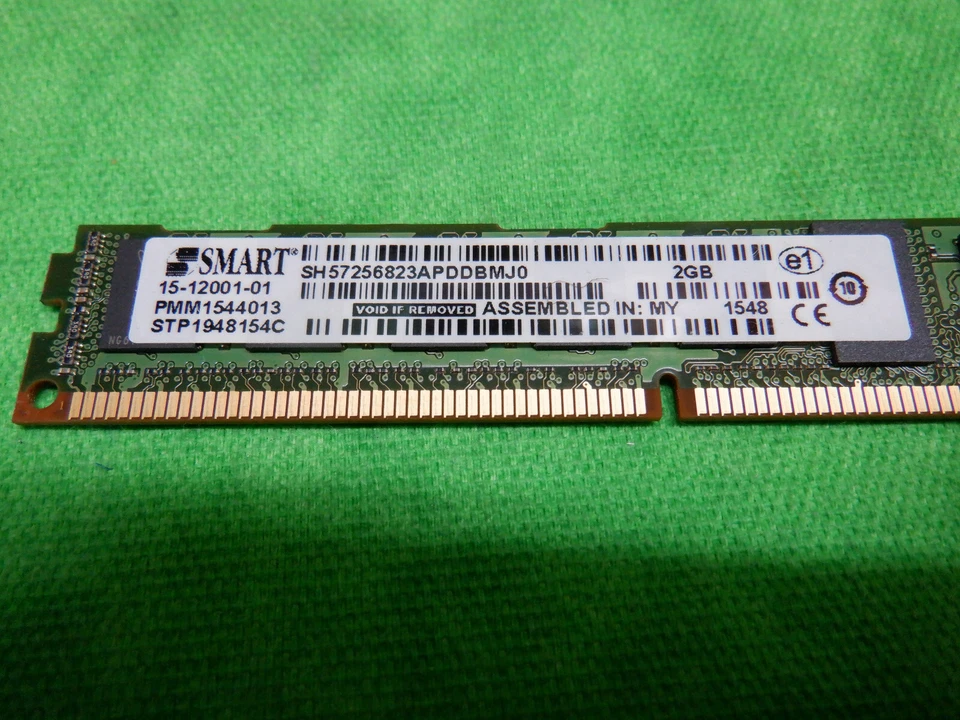 SMART®
SH57256823APDDBMJ0 2GB e1
15-12001-01 10
PMM1544013 VOID IF REMOVED ASSEMBLED IN: MY 1548 CE
STP1948154C